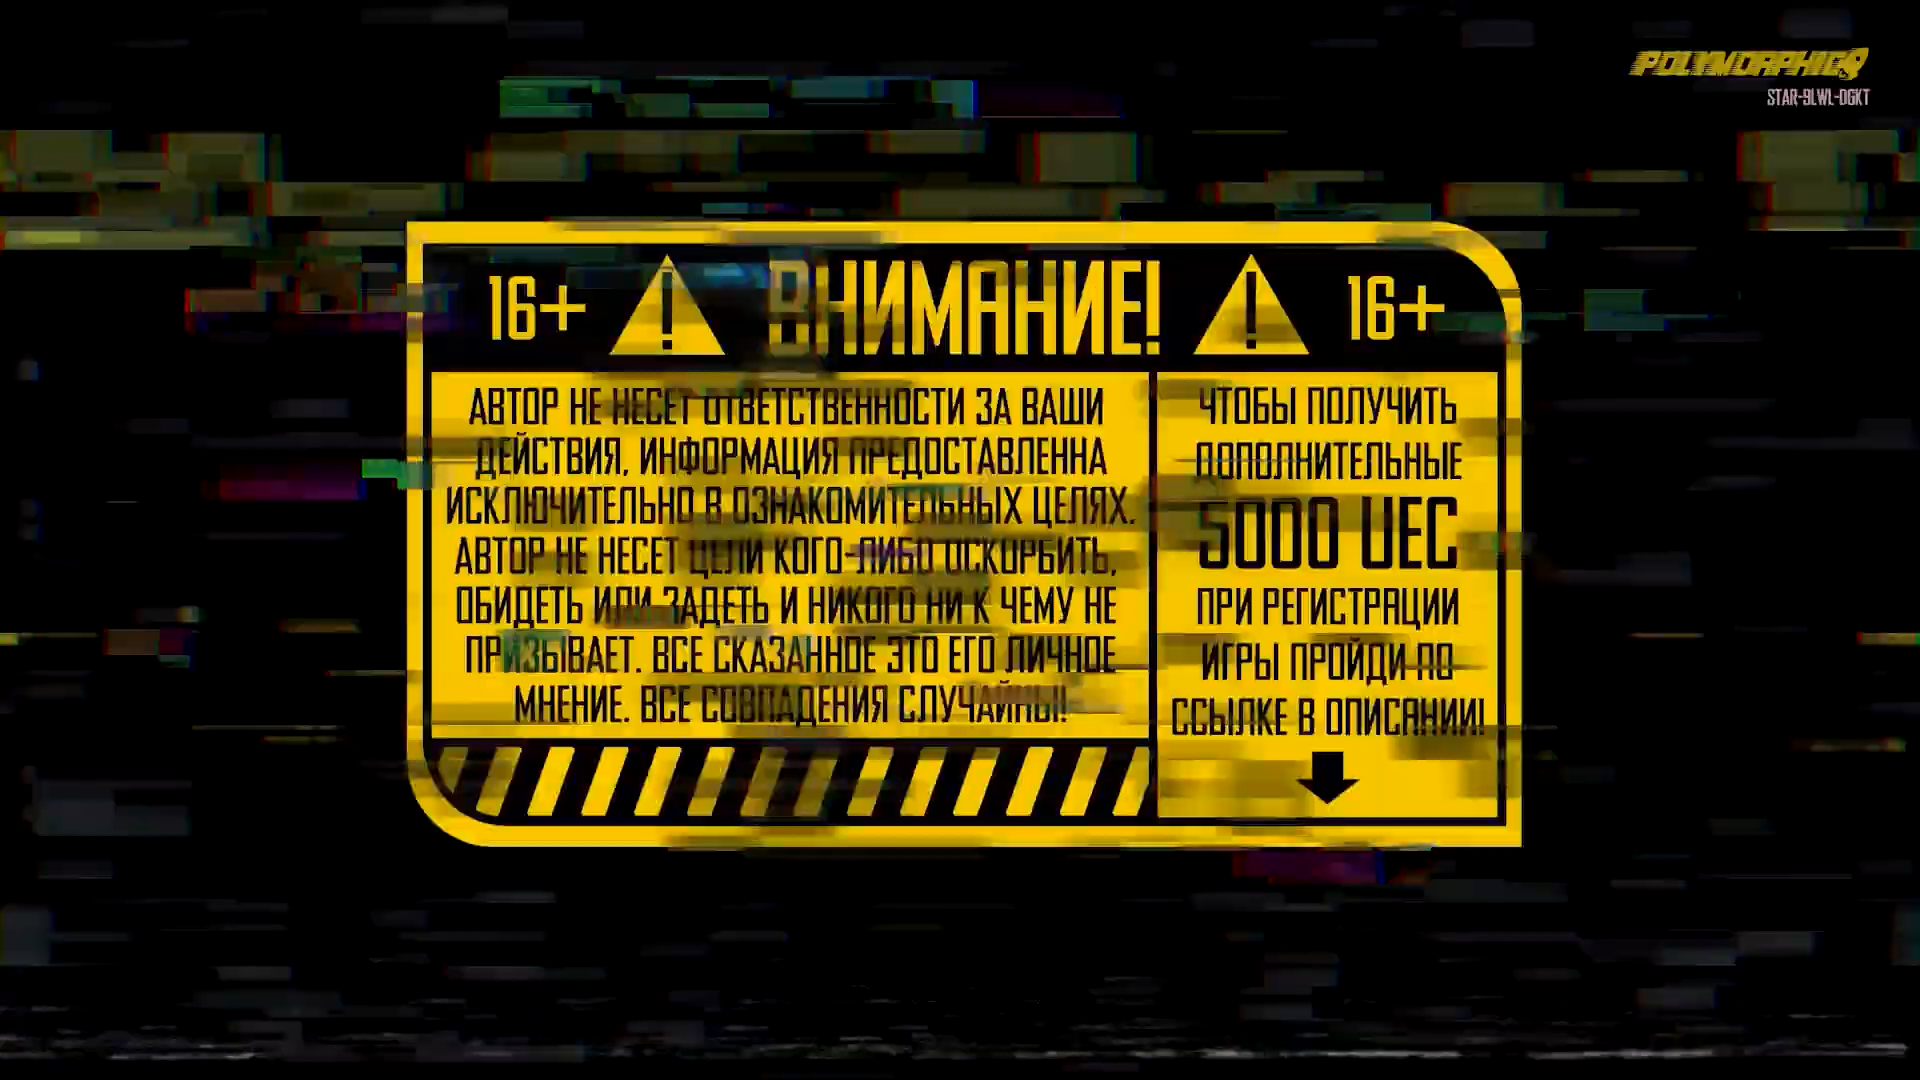 POLYMORPHIC
STAR-9LWL-DGKT
16+ ! ВНИМАНИЕ! ! 16+
АВТОР НЕ НЕСЕТ ОТВЕТСТВЕННОСТИ ЗА ВАШИ
ДЕЙСТВИЯ, ИНФОРМАЦИЯ ПРЕДОСТАВЛЕННА
ИСКЛЮЧИТЕЛЬНО В ОЗНАКОМИТЕЛЬНЫХ ЦЕЛЯХ.
АВТОР НЕ НЕСЕТ ЦЕЛИ КОГО-ЛИБО ОСКОРБИТЬ,
ОБИДЕТЬ ИЛИ ЗАДЕТЬ И НИКОГО НИ К ЧЕМУ НЕ
ПРИЗЫВАЕТ. ВСЕ СКАЗАННОЕ ЭТО ЕГО ЛИЧНОЕ
МНЕНИЕ. ВСЕ СОВПАДЕНИЯ СЛУЧАЙНЫ!
ЧТОБЫ ПОЛУЧИТЬ
ДОПОЛНИТЕЛЬНЫЕ
5000 UEC
ПРИ РЕГИСТРАЦИИ
ИГРЫ ПРОЙДИ ПО
ССЫЛКЕ В ОПИСАНИИ!